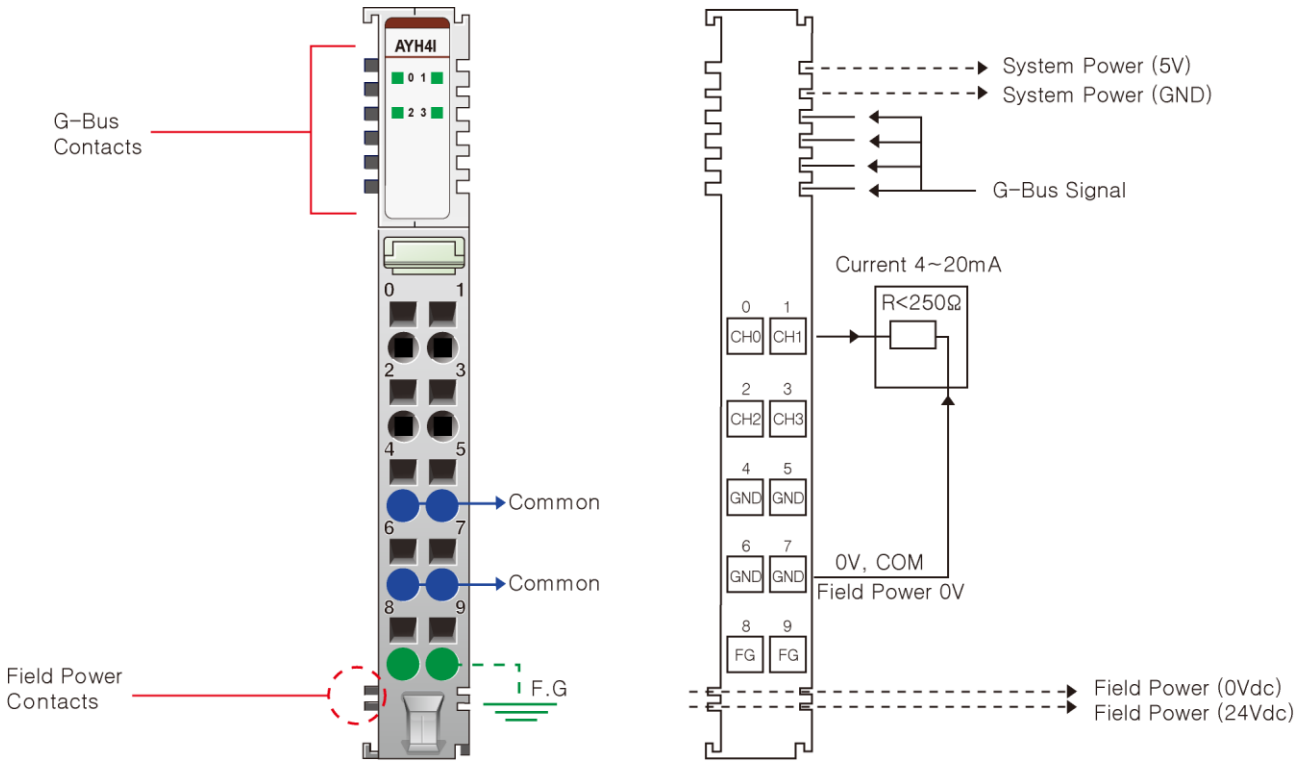 AYH4I
0 1
2 3
G-Bus
Contacts
0 1
2 3
4 5
Common
6 7
Common
8 9
F.G
Field Power
Contacts
System Power (5V)
System Power (GND)
G-Bus Signal
Current 4~20mA
R<250Ω
0 1
CH0 CH1
2 3
CH2 CH3
4 5
GND GND
6 7
GND GND
0V, COM
Field Power 0V
8 9
FG FG
Field Power (0Vdc)
Field Power (24Vdc)